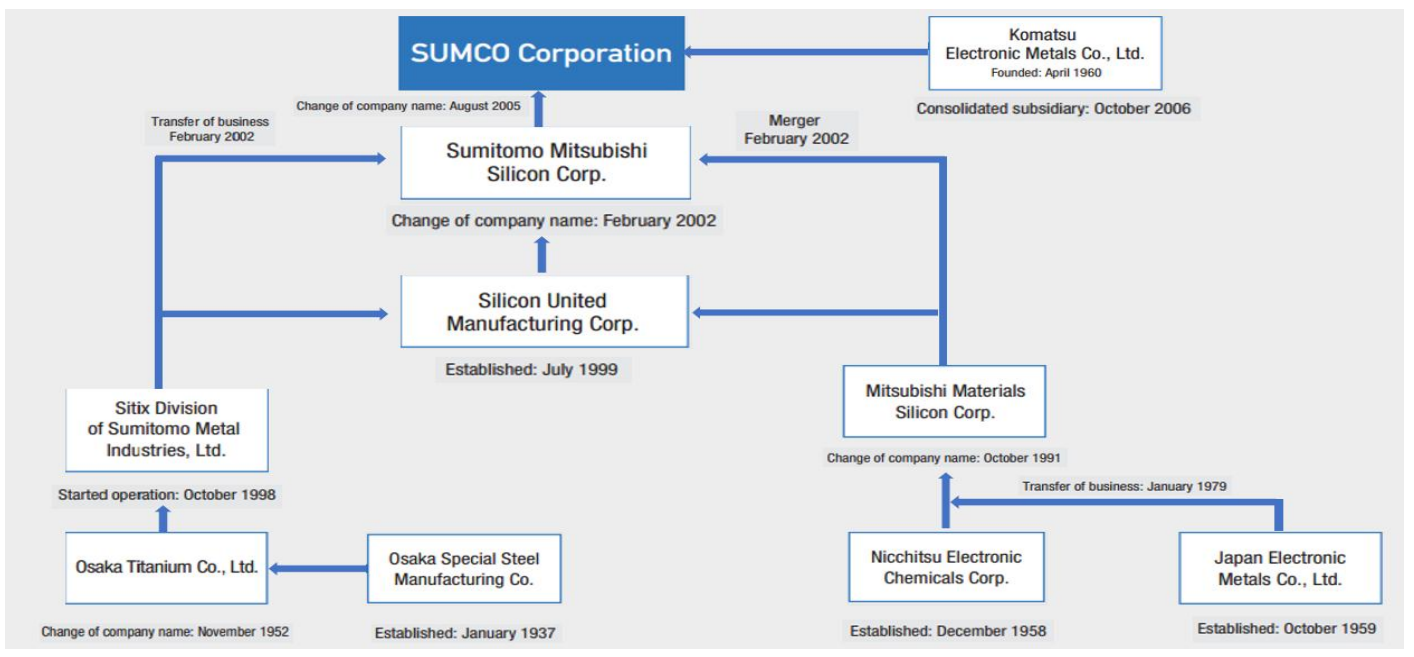 SUMCO Corporation
Komatsu
Electronic Metals Co., Ltd.
Founded: April 1960
Consolidated subsidiary: October 2006
Change of company name: August 2005
Transfer of business
February 2002
Merger
February 2002
Sumitomo Mitsubishi
Silicon Corp.
Change of company name: February 2002
Silicon United
Manufacturing Corp.
Established: July 1999
Sitix Division
of Sumitomo Metal
Industries, Ltd.
Started operation: October 1998
Mitsubishi Materials
Silicon Corp.
Change of company name: October 1991
Transfer of business: January 1979
Osaka Titanium Co., Ltd.
Change of company name: November 1952
Osaka Special Steel
Manufacturing Co.
Established: January 1937
Nicchitsu Electronic
Chemicals Corp.
Established: December 1958
Japan Electronic
Metals Co., Ltd.
Established: October 1959